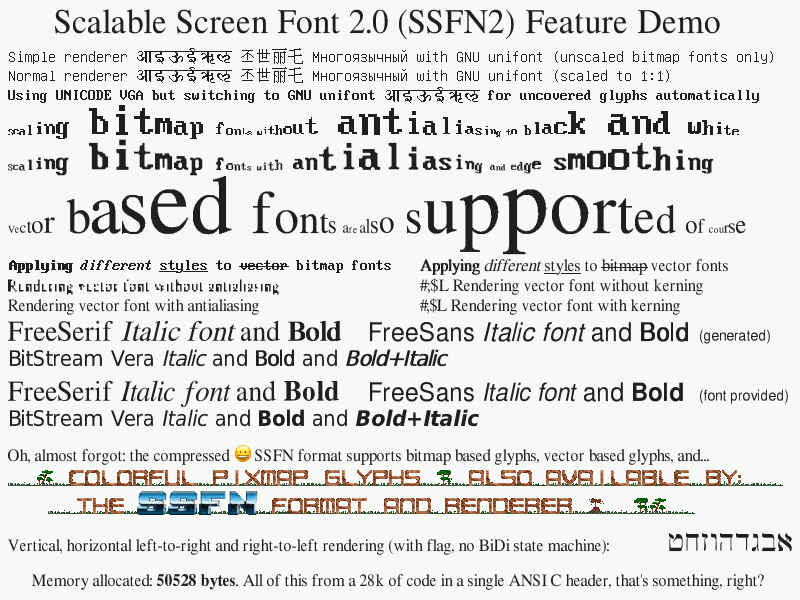 Scalable Screen Font 2.0 (SSFN2) Feature Demo
Simple renderer आइऊईऋॡ 조世丽乇 Многоязычный with GNU unifont (unscaled bitmap fonts only)
Normal renderer आइऊईऋॡ 조世丽乇 Многоязычный with GNU unifont (scaled to 1:1)
Using UNICODE VGA but switching to GNU unifont आइऊईऋॡ for uncovered glyphs automatically
scaling bitmap fonts without antialiasing to black and white
scaling bitmap fonts with antialiasing and edge smoothing
vector based fonts are also supported of course
Applying different styles to vector bitmap fonts
Rendering vector font without antialiasing
Rendering vector font with antialiasing
Applying different styles to bitmap vector fonts
#,$L Rendering vector font without kerning
#,$L Rendering vector font with kerning
FreeSerif Italic font and Bold FreeSans Italic font and Bold (generated)
BitStream Vera Italic and Bold and Bold+Italic
FreeSerif Italic font and Bold FreeSans Italic font and Bold (font provided)
BitStream Vera Italic and Bold and Bold+Italic
Oh, almost forgot: the compressed 😀 SSFN format supports bitmap based glyphs, vector based glyphs, and...
COLORFUL PIXMAP GLYPHS ALSO AVAILABLE BY:
THE SSFN FORMAT AND RENDERER
Vertical, horizontal left-to-right and right-to-left rendering (with flag, no BiDi state machine): אבגדהוזחט
Memory allocated: 50528 bytes. All of this from a 28k of code in a single ANSI C header, that's something, right?